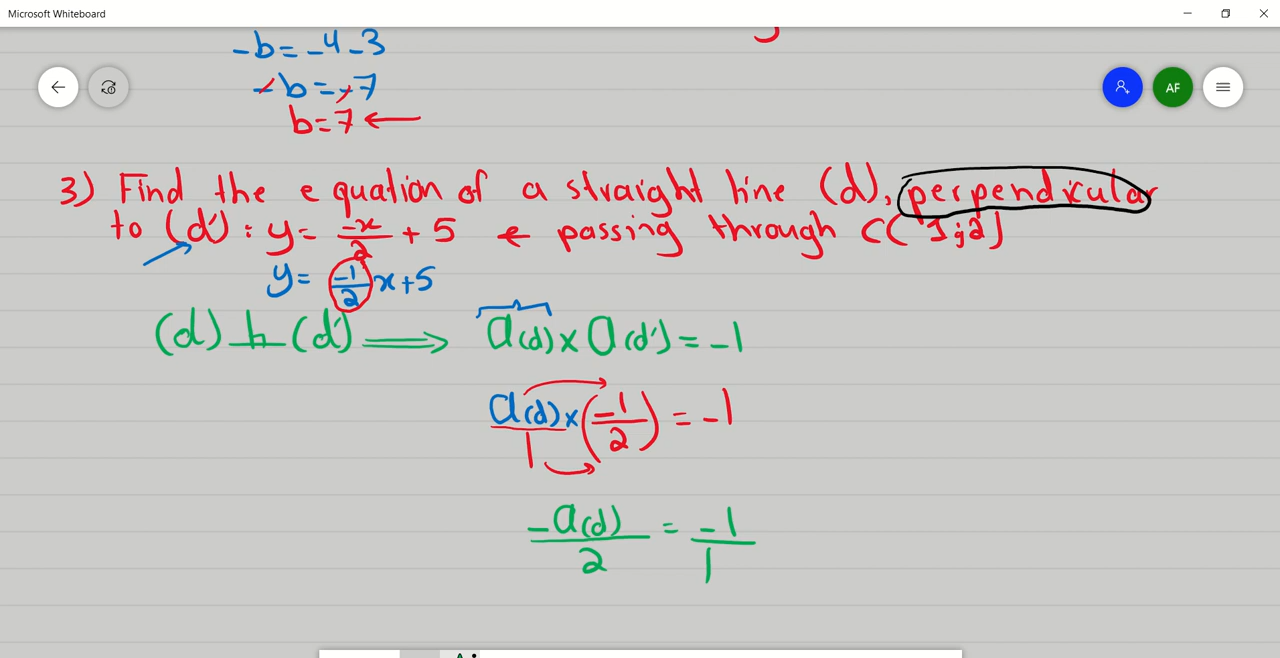 Microsoft Whiteboard
-b = -4 - 3
-b = -7
b = 7 ←
AF
3) Find the equation of a straight line (d), perpendicular
to (d') : y = -x/2 + 5 & passing through C(1;2)
y = -1/2 x + 5
(d) ⊥ (d') ⟹ a(d) × a(d') = -1
a(d)/1 × (-1/2) = -1
-a(d)/2 = -1/1